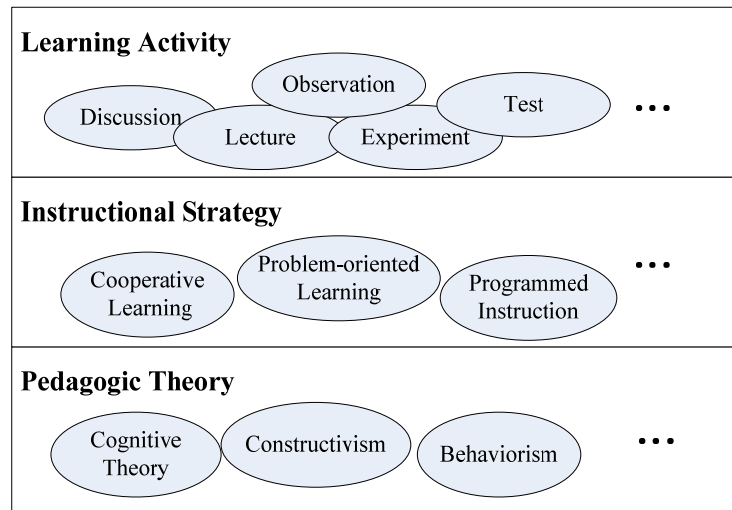 Learning Activity
Observation
Discussion
Test
Lecture
Experiment
...
Instructional Strategy
Cooperative
Learning
Problem-oriented
Learning
Programmed
Instruction
...
Pedagogic Theory
Cognitive
Theory
Constructivism
Behaviorism
...